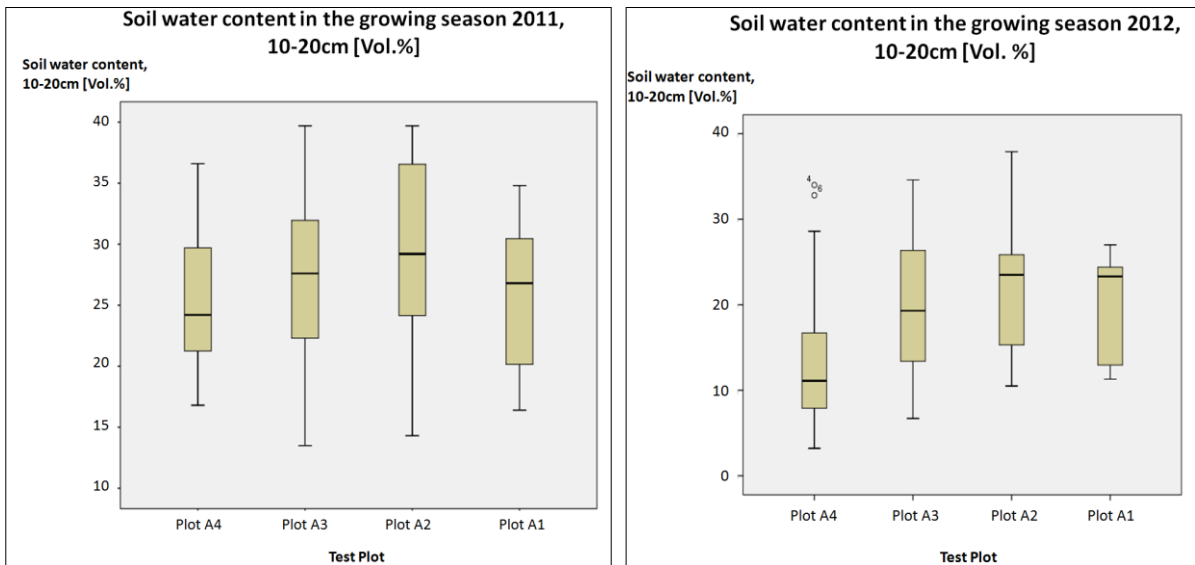 Soil water content in the growing season 2011,
10-20cm [Vol.%]
Soil water content,
10-20cm [Vol.%]
40
35
30
25
20
15
10
Plot A4 Plot A3 Plot A2 Plot A1
Test Plot
Soil water content in the growing season 2012,
10-20cm [Vol. %]
Soil water content,
10-20cm [Vol.%]
40
4
6
30
20
10
0
Plot A4 Plot A3 Plot A2 Plot A1
Test Plot